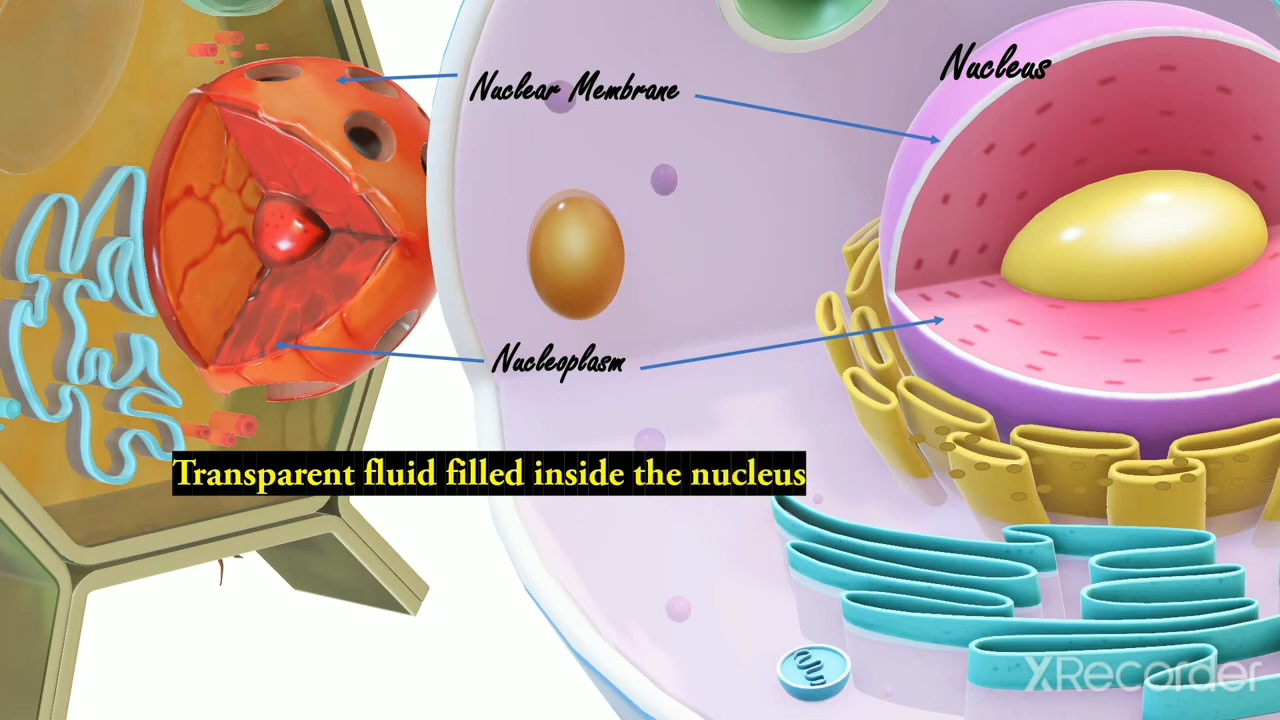 Nucleus
Nuclear Membrane
Nucleoplasm
Transparent fluid filled inside the nucleus
XRecorder